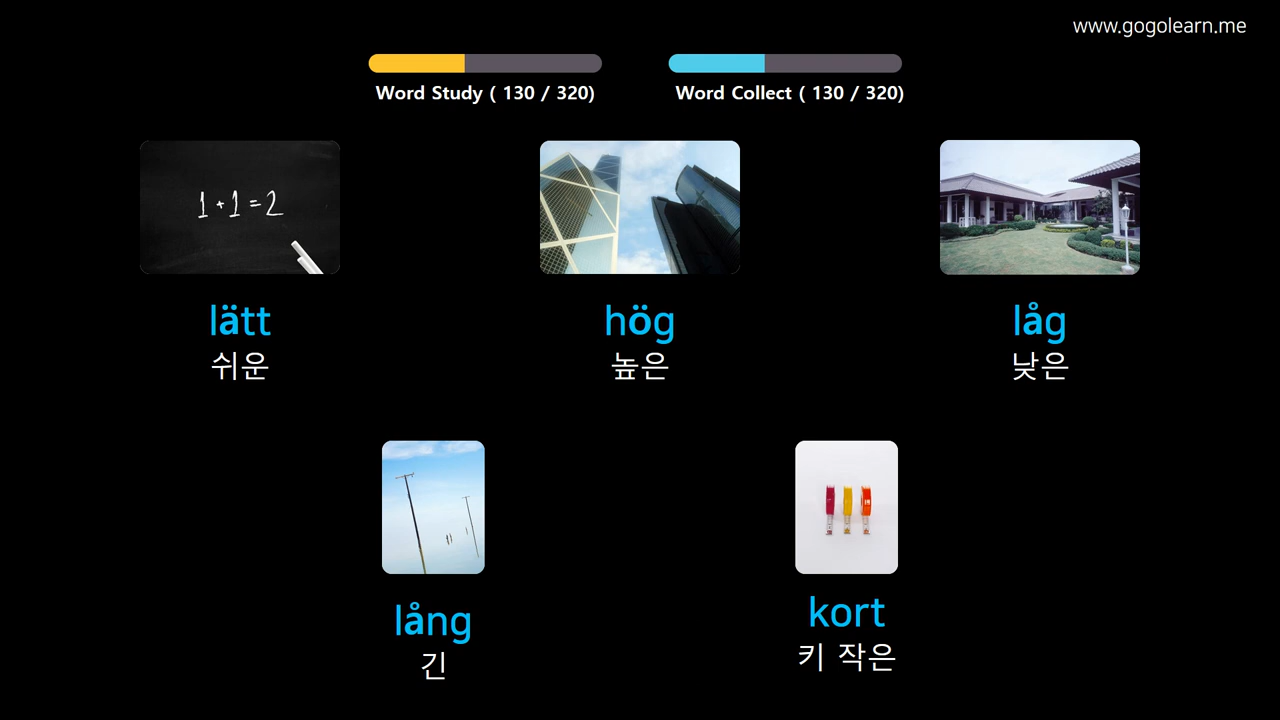 www.gogolearn.me
Word Study ( 130 / 320)
Word Collect ( 130 / 320)
1+1=2
lätt
쉬운
hög
높은
låg
낮은
lång
긴
kort
키 작은